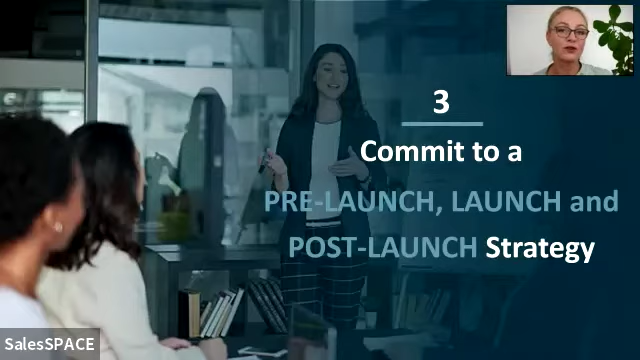 3
Commit to a
PRE-LAUNCH, LAUNCH and
POST-LAUNCH Strategy
SalesSPACE